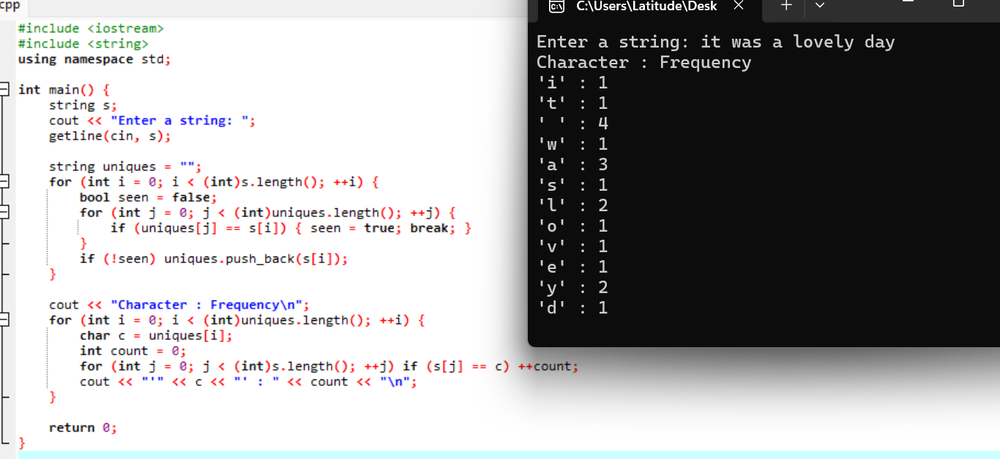 cpp
#include <iostream>
#include <string>
using namespace std;
int main() {
string s;
cout << "Enter a string: ";
getline(cin, s);
string uniques = "";
for (int i = 0; i < (int)s.length(); ++i) {
bool seen = false;
for (int j = 0; j < (int)uniques.length(); ++j) {
if (uniques[j] == s[i]) { seen = true; break; }
}
if (!seen) uniques.push_back(s[i]);
}
cout << "Character : Frequency\n";
for (int i = 0; i < (int)uniques.length(); ++i) {
char c = uniques[i];
int count = 0;
for (int j = 0; j < (int)s.length(); ++j) if (s[j] == c) ++count;
cout << "'" << c << "' : " << count << "\n";
}
return 0;
}
C:\Users\Latitude\Desk
Enter a string: it was a lovely day
Character : Frequency
'i' : 1
't' : 1
' ' : 4
'w' : 1
'a' : 3
's' : 1
'l' : 2
'o' : 1
'v' : 1
'e' : 1
'y' : 2
'd' : 1